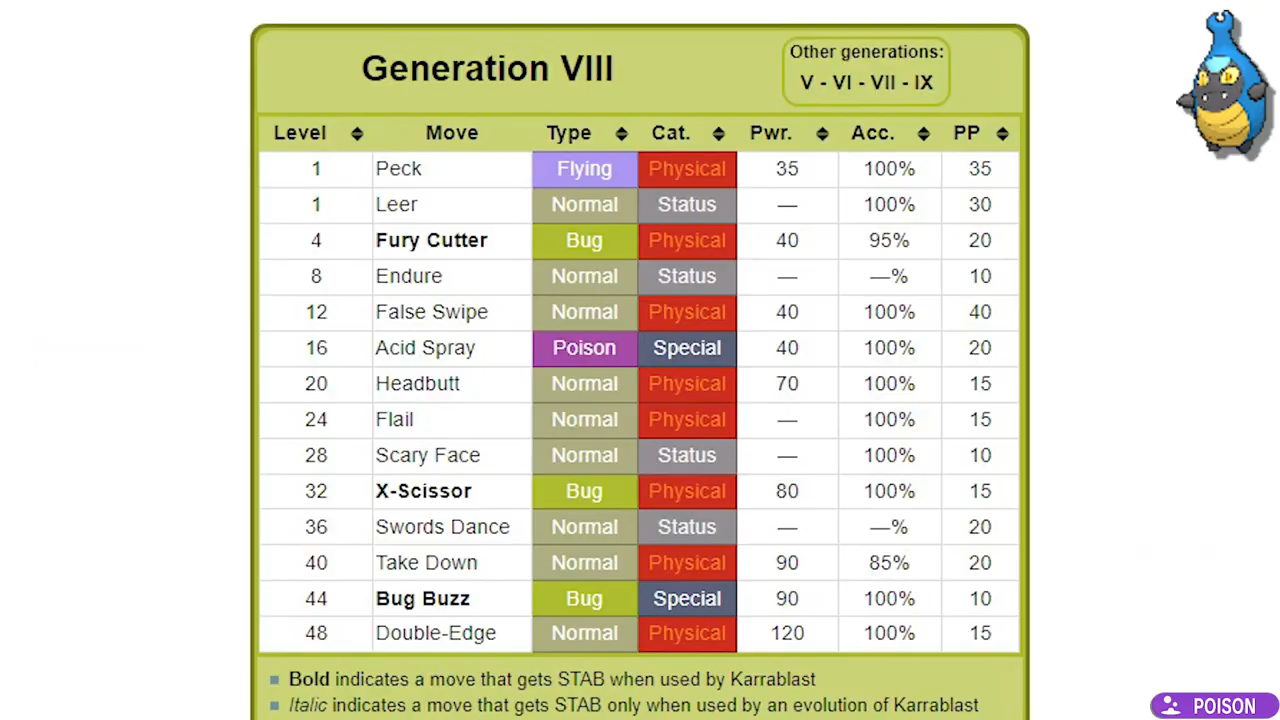 Generation VIII
Other generations:
V - VI - VII - IX
Level Move Type Cat. Pwr. Acc. PP
1 Peck Flying Physical 35 100% 35
1 Leer Normal Status — 100% 30
4 Fury Cutter Bug Physical 40 95% 20
8 Endure Normal Status — —% 10
12 False Swipe Normal Physical 40 100% 40
16 Acid Spray Poison Special 40 100% 20
20 Headbutt Normal Physical 70 100% 15
24 Flail Normal Physical — 100% 15
28 Scary Face Normal Status — 100% 10
32 X-Scissor Bug Physical 80 100% 15
36 Swords Dance Normal Status — —% 20
40 Take Down Normal Physical 90 85% 20
44 Bug Buzz Bug Special 90 100% 10
48 Double-Edge Normal Physical 120 100% 15
Bold indicates a move that gets STAB when used by Karrablast
Italic indicates a move that gets STAB only when used by an evolution of Karrablast
POISON